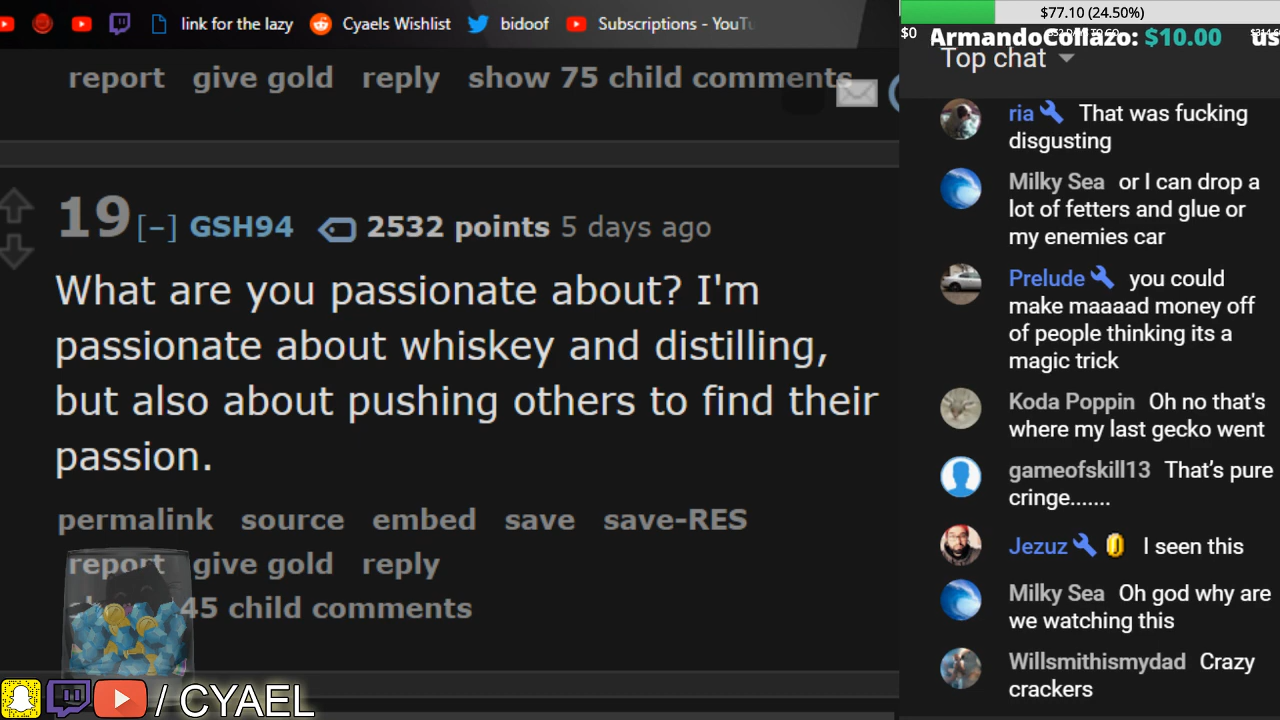 link for the lazy Cyaels Wishlist bidoof Subscriptions - YouTu
report give gold reply show 75 child comments
19 [–] GSH94 2532 points 5 days ago
What are you passionate about? I'm
passionate about whiskey and distilling,
but also about pushing others to find their
passion.
permalink source embed save save-RES
report give gold reply
45 child comments
/ CYAEL
$77.10 (24.50%)
$0
ArmandoCollazo: $10.00 us
Top chat
ria That was fucking
disgusting
Milky Sea or I can drop a
lot of fetters and glue or
my enemies car
Prelude you could
make maaaad money off
of people thinking its a
magic trick
Koda Poppin Oh no that's
where my last gecko went
gameofskill13 That's pure
cringe.......
Jezuz I seen this
Milky Sea Oh god why are
we watching this
Willsmithismydad Crazy
crackers